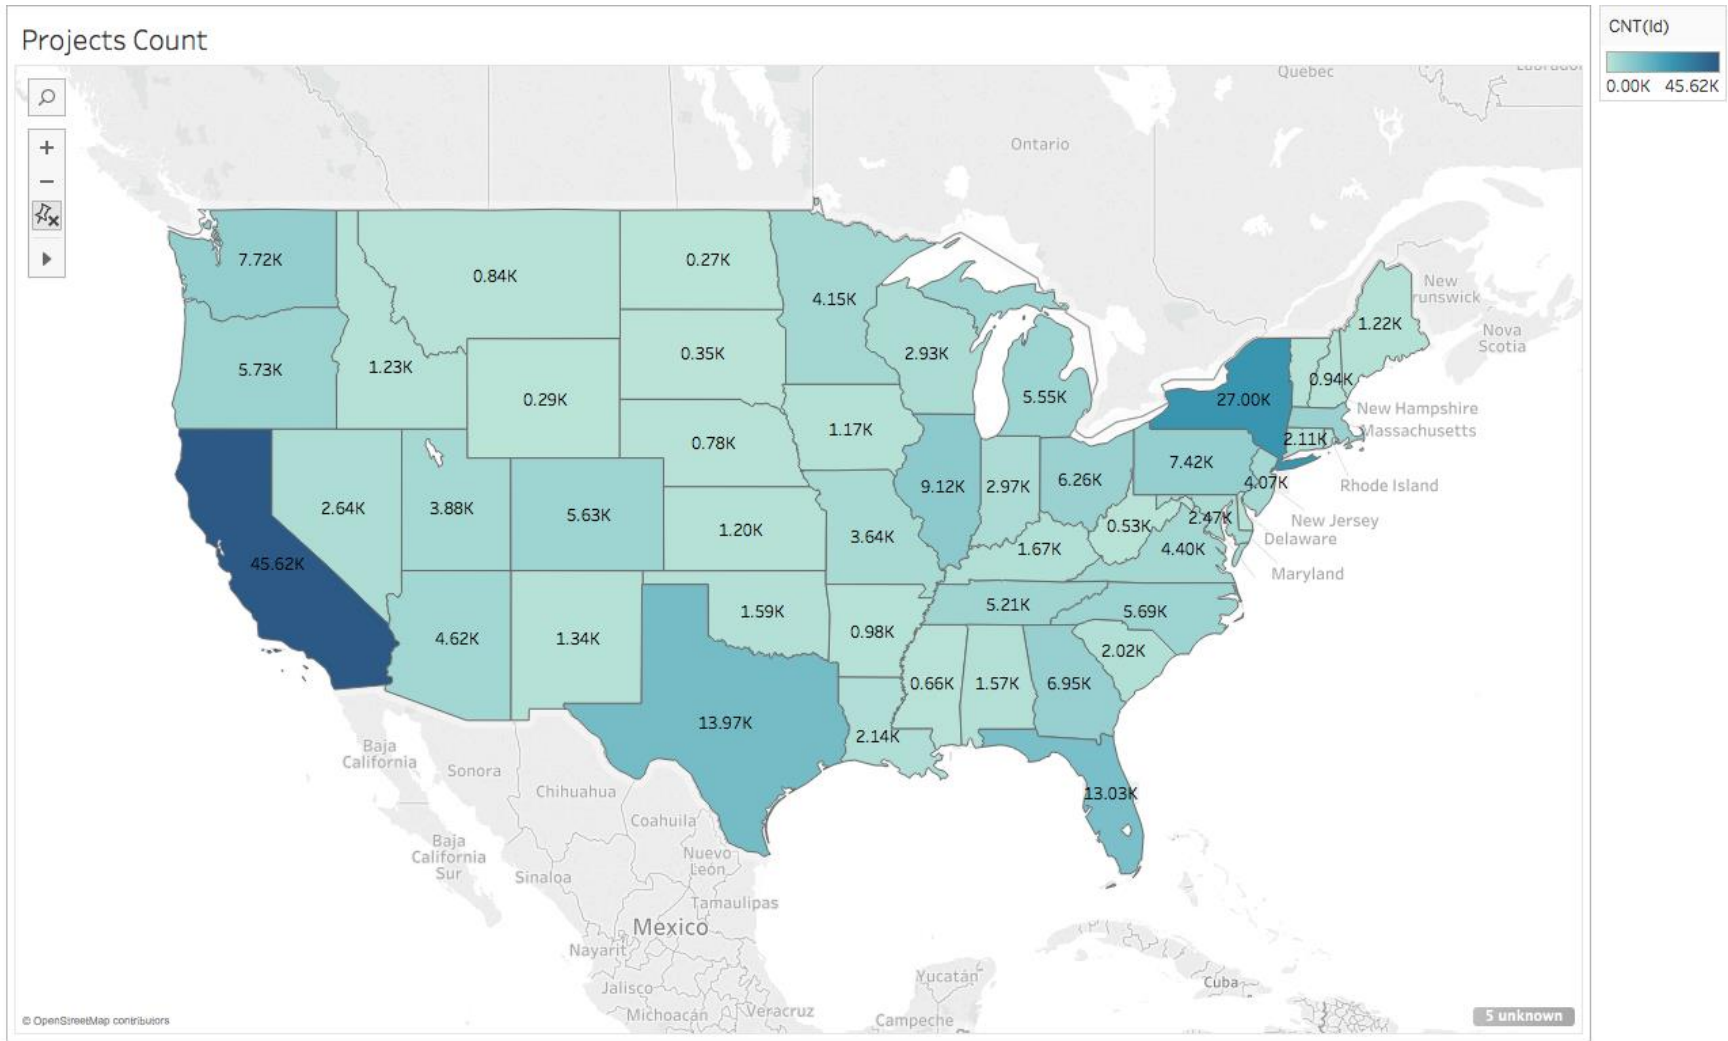 Projects Count
CNT(Id)
0.00K 45.62K
Quebec
Ontario
7.72K
0.84K
0.27K
4.15K
New
runswick
1.22K
Nova
Scotia
5.73K
1.23K
0.35K
2.93K
0.94K
0.29K
5.55K
27.00K
New Hampshire
0.78K
1.17K
2.11K
Massachusetts
7.42K
2.64K
3.88K
5.63K
9.12K
2.97K
6.26K
4.07K
Rhode Island
1.20K
3.64K
0.53K
2.47K
New Jersey
Delaware
1.67K
4.40K
45.62K
Maryland
4.62K
1.34K
1.59K
0.98K
5.21K
5.69K
2.02K
0.66K
1.57K
6.95K
13.97K
2.14K
13.03K
Baja
California
Sonora
Chihuahua
Coahuila
Baja
California
Sur
Nuevo
León
Sinaloa
Tamaulipas
Mexico
Nayarit
Yucatán
Cuba
Jalisco
Michoacán
Veracruz
Campeche
© OpenStreetMap contributors
5 unknown